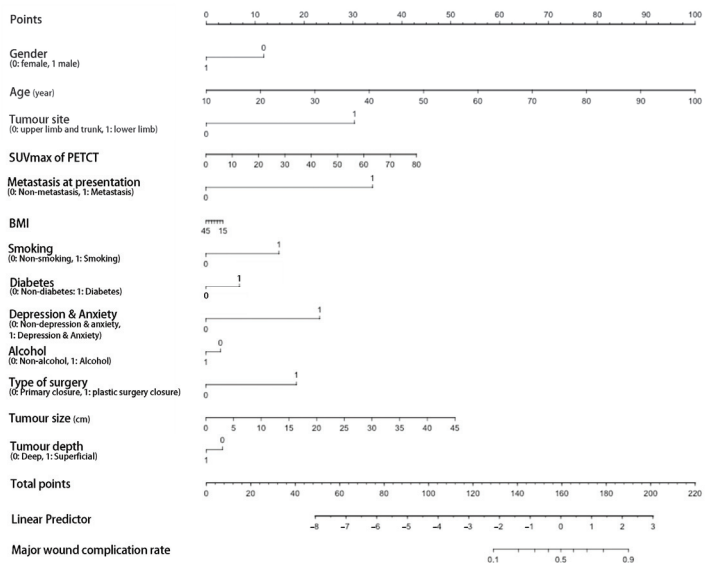 Points
0 10 20 30 40 50 60 70 80 90 100
Gender
(0: female, 1 male)
0
1
Age (year)
10 20 30 40 50 60 70 80 90 100
Tumour site
(0: upper limb and trunk, 1: lower limb)
1
0
SUVmax of PETCT
0 10 20 30 40 50 60 70 80
Metastasis at presentation
(0: Non-metastasis, 1: Metastasis)
1
0
BMI
45 15
Smoking
(0: Non-smoking, 1: Smoking)
1
0
Diabetes
(0: Non-diabetes: 1: Diabetes)
1
0
Depression & Anxiety
(0: Non-depression & anxiety,
1: Depression & Anxiety)
1
0
Alcohol
(0: Non-alcohol, 1: Alcohol)
0
1
Type of surgery
(0: Primary closure, 1: plastic surgery closure)
1
0
Tumour size (cm)
0 5 10 15 20 25 30 35 40 45
Tumour depth
(0: Deep, 1: Superficial)
0
1
Total points
0 20 40 60 80 100 120 140 160 180 200 220
Linear Predictor
−8 −7 −6 −5 −4 −3 −2 −1 0 1 2 3
Major wound complication rate
0.1 0.5 0.9